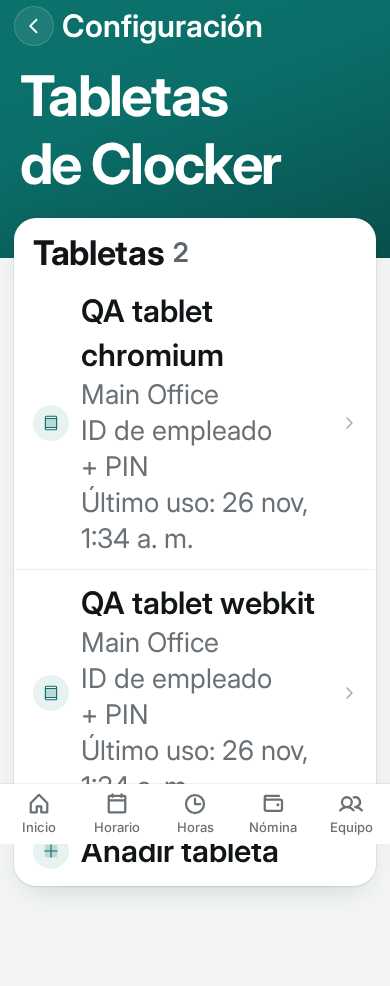 Configuración
Tabletas
de Clocker
Tabletas 2
QA tablet
chromium
Main Office
ID de empleado
+ PIN
Último uso: 26 nov,
1:34 a. m.
QA tablet webkit
Main Office
ID de empleado
+ PIN
Último uso: 26 nov,
1:34 a. m.
Inicio
Horario
Horas
Nómina
Equipo
Añadir tableta